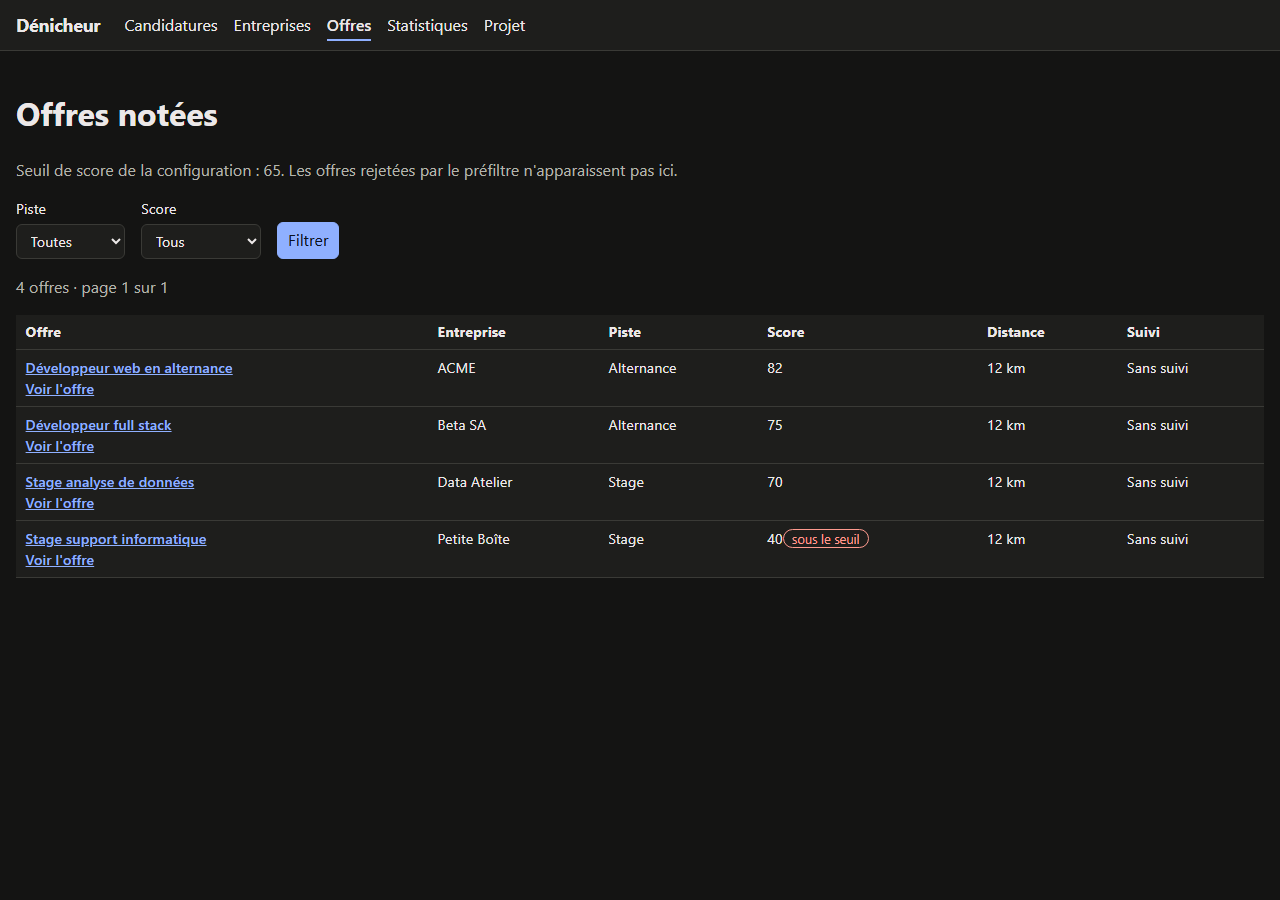 Dénicheur Candidatures Entreprises Offres Statistiques Projet
Offres notées
Seuil de score de la configuration : 65. Les offres rejetées par le préfiltre n'apparaissent pas ici.
Piste Score
Toutes Tous Filtrer
4 offres · page 1 sur 1
Offre Entreprise Piste Score Distance Suivi
Développeur web en alternance ACME Alternance 82 12 km Sans suivi
Voir l'offre
Développeur full stack Beta SA Alternance 75 12 km Sans suivi
Voir l'offre
Stage analyse de données Data Atelier Stage 70 12 km Sans suivi
Voir l'offre
Stage support informatique Petite Boîte Stage 40 sous le seuil 12 km Sans suivi
Voir l'offre